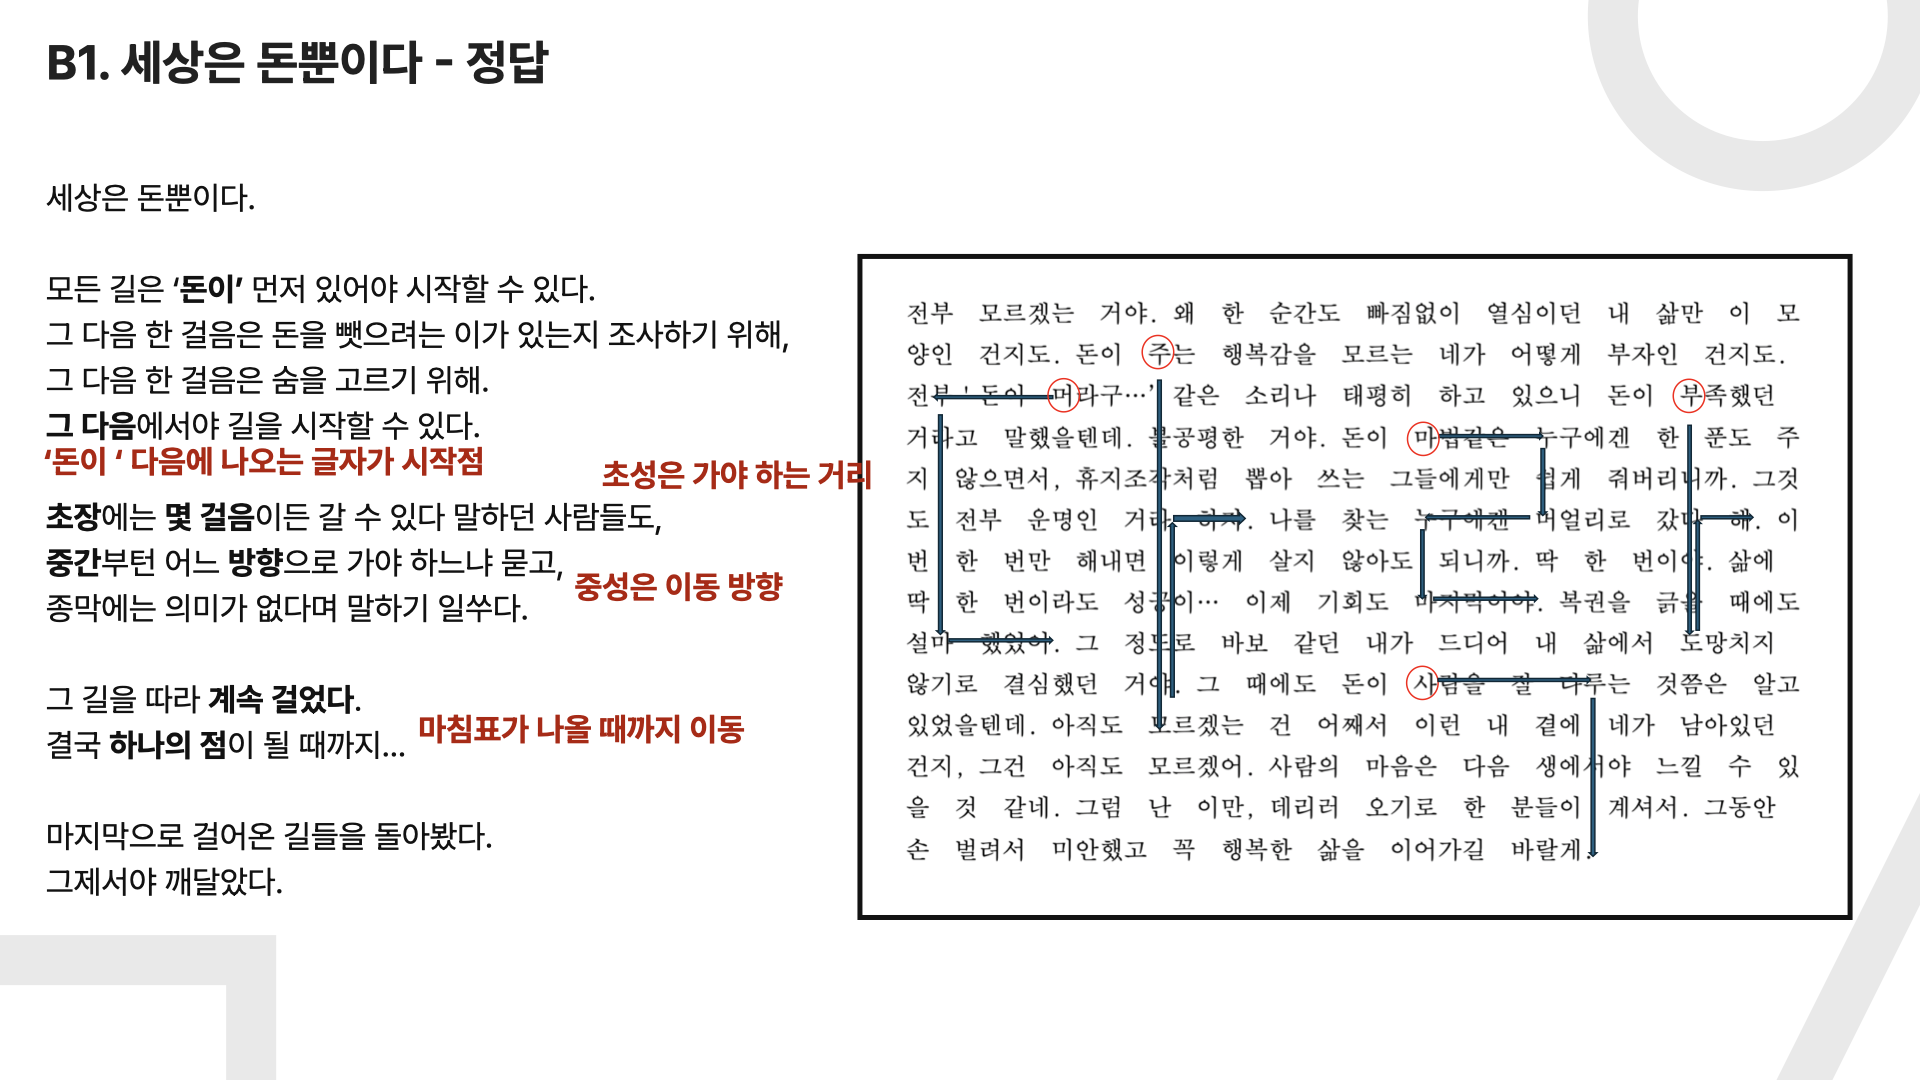 B1. 세상은 돈뿐이다 - 정답
세상은 돈뿐이다.
모든 길은 ‘돈이’ 먼저 있어야 시작할 수 있다.
그 다음 한 걸음은 돈을 뺏으려는 이가 있는지 조사하기 위해,
그 다음 한 걸음은 숨을 고르기 위해.
그 다음에서야 길을 시작할 수 있다.
‘돈이 ‘ 다음에 나오는 글자가 시작점
초성은 가야 하는 거리
초장에는 몇 걸음이든 갈 수 있다 말하던 사람들도,
중간부턴 어느 방향으로 가야 하느냐 묻고,
중성은 이동 방향
종막에는 의미가 없다며 말하기 일쑤다.
그 길을 따라 계속 걸었다.
마침표가 나올 때까지 이동
결국 하나의 점이 될 때까지...
마지막으로 걸어온 길들을 돌아봤다.
그제서야 깨달았다.
전부 모르겠는 거야. 왜 한 순간도 빠짐없이 열심이던 내 삶만 이 모
양인 건지도. 돈이 주는 행복감을 모르는 네가 어떻게 부자인 건지도.
전부 ' 돈이 머라구…’ 같은 소리나 태평히 하고 있으니 돈이 부족했던
거라고 말했을텐데. 불공평한 거야. 돈이 마법같은 누구에겐 한 푼도 주
지 않으면서, 휴지조각처럼 뽑아 쓰는 그들에게만 쉽게 줘버리니까. 그것
도 전부 운명인 거라 하지. 나를 찾는 누구에겐 머얼리로 갔다 해. 이
번 한 번만 해내면 이렇게 살지 않아도 되니까. 딱 한 번이야. 삶에
딱 한 번이라도 성공이… 이제 기회도 마지막이야. 복권을 긁을 때에도
설마 했었어. 그 정도로 바보 같던 내가 드디어 내 삶에서 도망치지
않기로 결심했던 거야. 그 때에도 돈이 사람을 잘 다루는 것쯤은 알고
있었을텐데. 아직도 모르겠는 건 어째서 이런 내 곁에 네가 남아있던
건지, 그건 아직도 모르겠어. 사람의 마음은 다음 생에서야 느낄 수 있
을 것 같네. 그럼 난 이만, 데리러 오기로 한 분들이 계셔서. 그동안
손 벌려서 미안했고 꼭 행복한 삶을 이어가길 바랄게.